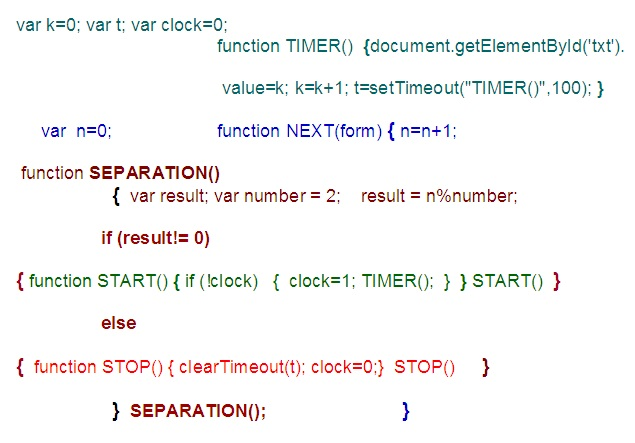 var k=0; var t; var clock=0;
function TIMER() {document.getElementById('txt').
value=k; k=k+1; t=setTimeout("TIMER()",100); }
var n=0; function NEXT(form) { n=n+1;
function SEPARATION()
{ var result; var number = 2; result = n%number;
if (result!= 0)
{ function START() { if (!clock) { clock=1; TIMER(); } } START() }
else
{ function STOP() { clearTimeout(t); clock=0;} STOP() }
} SEPARATION(); }